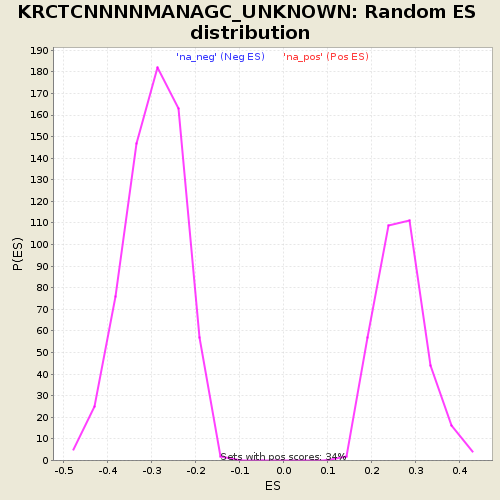 KRCTCNNNNMANAGC_UNKNOWN: Random ES
distribution
'na_neg' (Neg ES) 'na_pos' (Pos ES)
190
180
170
160
150
140
130
120
110
100
90
80
70
60
50
40
30
20
10
0
P(ES)
Sets with pos scores: 34%
-0.5 -0.4 -0.3 -0.2 -0.1 0.0 0.1 0.2 0.3 0.4
ES